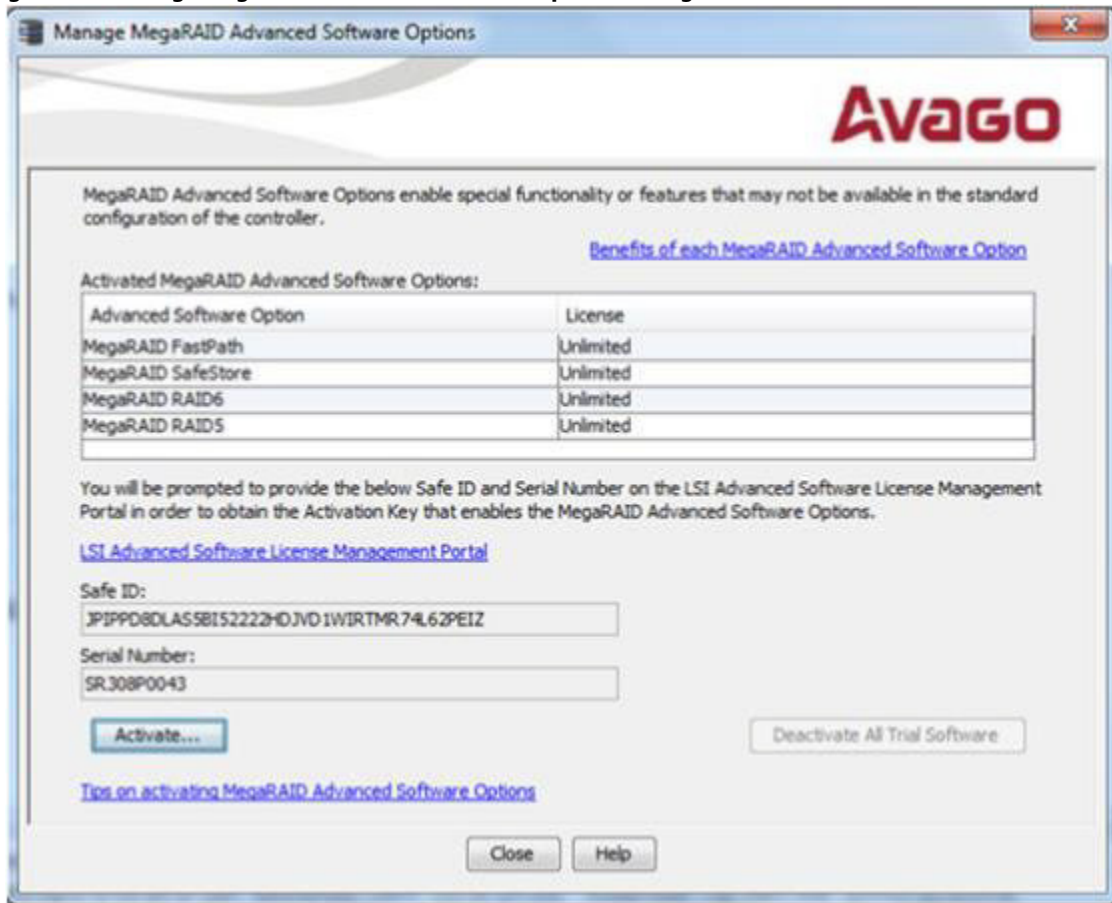 Manage MegaRAID Advanced Software Options
AVAGO
MegaRAID Advanced Software Options enable special functionality or features that may not be available in the standard
configuration of the controller.
Benefits of each MegaRAID Advanced Software Option
Activated MegaRAID Advanced Software Options:
Advanced Software Option License
MegaRAID FastPath Unlimited
MegaRAID SafeStore Unlimited
MegaRAID RAID6 Unlimited
MegaRAID RAID5 Unlimited
You will be prompted to provide the below Safe ID and Serial Number on the LSI Advanced Software License Management
Portal in order to obtain the Activation Key that enables the MegaRAID Advanced Software Options.
LSI Advanced Software License Management Portal
Safe ID:
JPIPPD8DLAS5BI52222HDJVD1WIRTMR74L62PEIZ
Serial Number:
SR308P0043
Activate...
Deactivate All Trial Software
Tips on activating MegaRAID Advanced Software Options
Close
Help